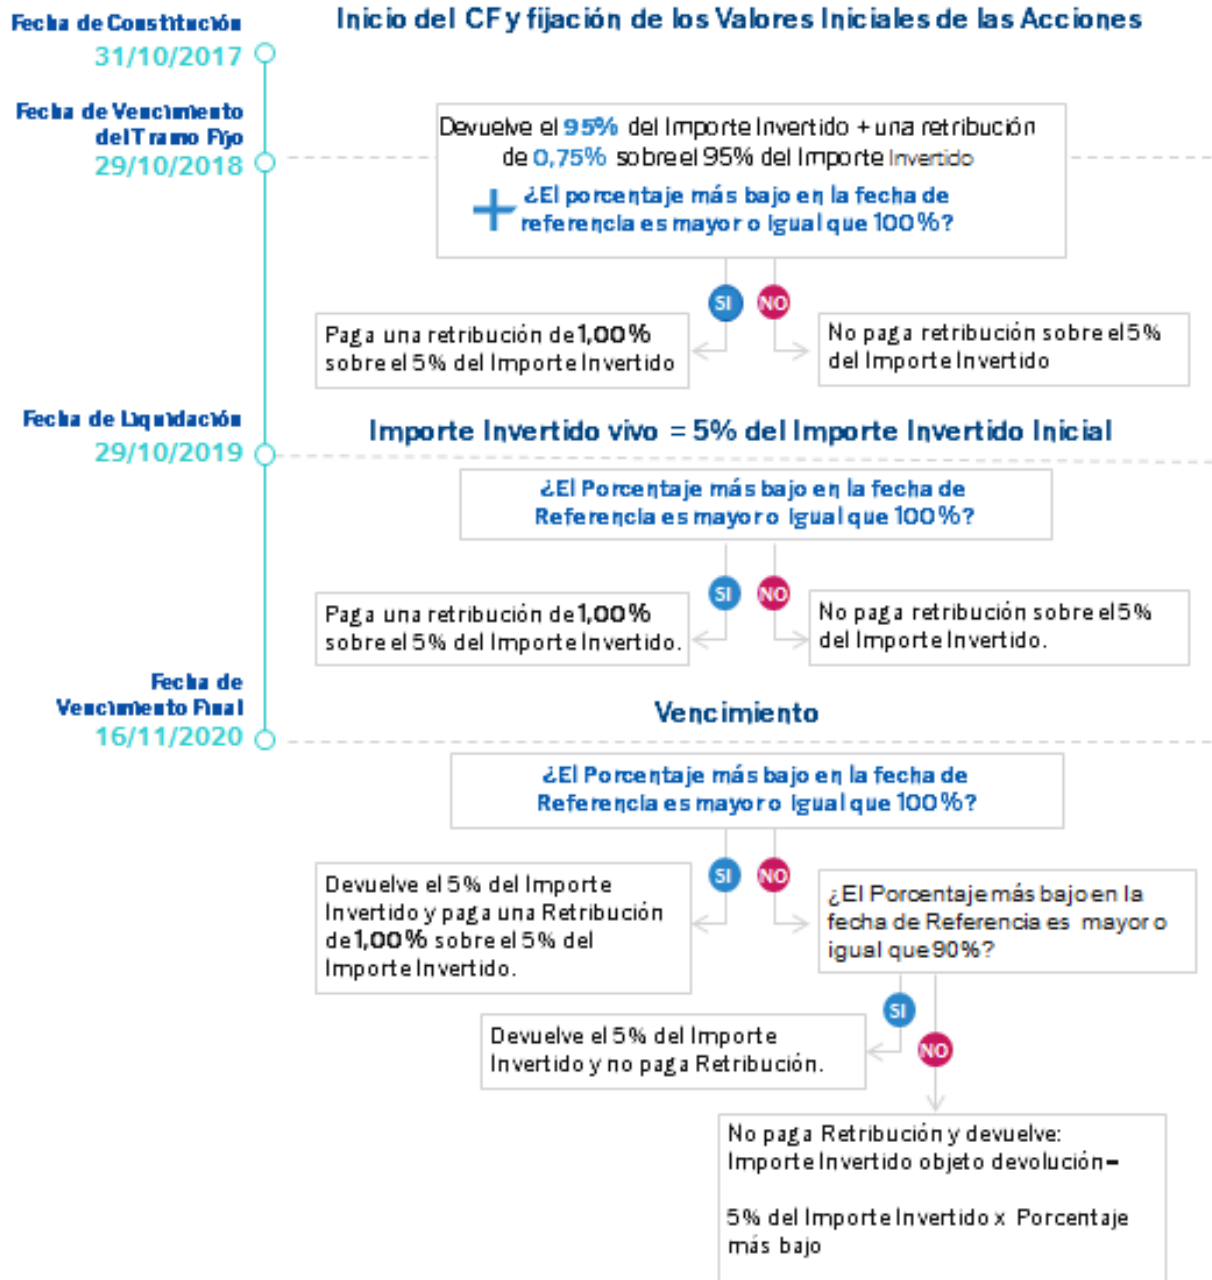 Fecha de Constitución
31/10/2017
Inicio del CF y fijación de los Valores Iniciales de las Acciones
Fecha de Vencimiento
del Tramo Fijo
29/10/2018
Devuelve el 95% del Importe Invertido + una retribución
de 0,75% sobre el 95% del Importe Invertido
+ ¿El porcentaje más bajo en la fecha de
referencia es mayor o Igual que 100%?
SI
NO
Paga una retribución de 1,00%
sobre el 5% del Importe Invertido
No paga retribución sobre el 5%
del Importe Invertido
Fecha de Liquidación
29/10/2019
Importe Invertido vivo = 5% del Importe Invertido Inicial
¿El Porcentaje más bajo en la fecha de
Referencia es mayor o Igual que 100%?
SI
NO
Paga una retribución de 1,00%
sobre el 5% del Importe Invertido.
No paga retribución sobre el 5%
del Importe Invertido.
Fecha de
Vencimiento Final
16/11/2020
Vencimiento
¿El Porcentaje más bajo en la fecha de
Referencia es mayor o Igual que 100%?
SI
NO
Devuelve el 5% del Importe
Invertido y paga una Retribución
de 1,00% sobre el 5% del
Importe Invertido.
¿El Porcentaje más bajo en la
fecha de Referencia es mayor o
igual que 90%?
SI
NO
Devuelve el 5% del Importe
Invertido y no paga Retribución.
No paga Retribución y devuelve:
Importe Invertido objeto devolución=
5% del Importe Invertido x Porcentaje
más bajo